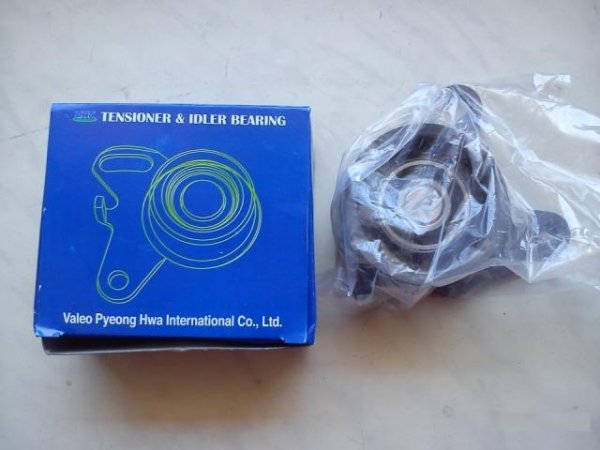 TENSIONER & IDLER BEARING
Valeo Pyeong Hwa International Co., Ltd.